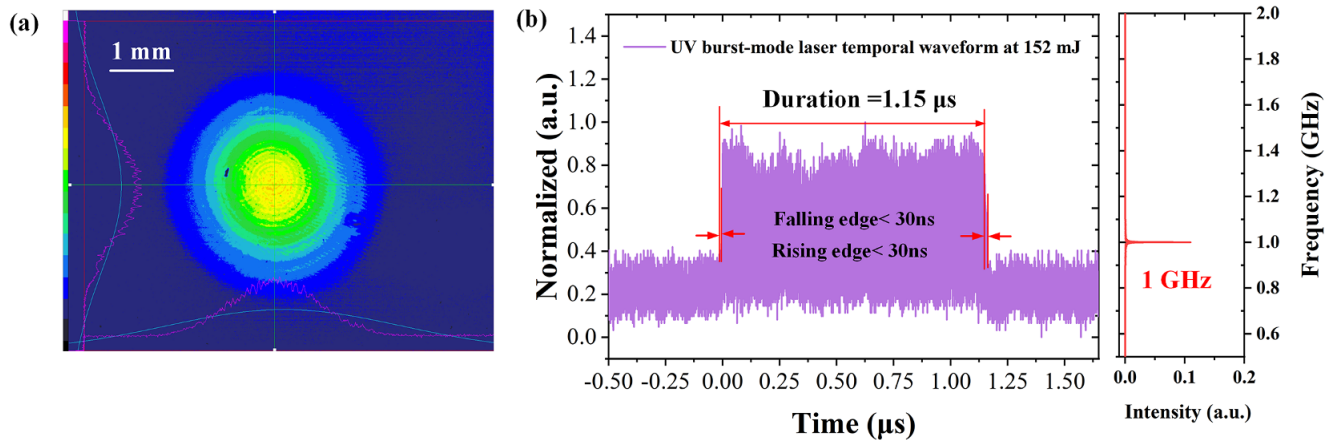 (a)
1 mm
(b)
Normalized (a.u.)
1.4
1.2
1.0
0.8
0.6
0.4
0.2
0.0
UV burst-mode laser temporal waveform at 152 mJ
Duration =1.15 μs
Falling edge< 30ns
Rising edge< 30ns
-0.50 -0.25 0.00 0.25 0.50 0.75 1.00 1.25 1.50
Time (μs)
1 GHz
2.0
1.8
1.6
1.4
1.2
1.0
0.8
0.6
Frequency (GHz)
0.0 0.1 0.2
Intensity (a.u.)